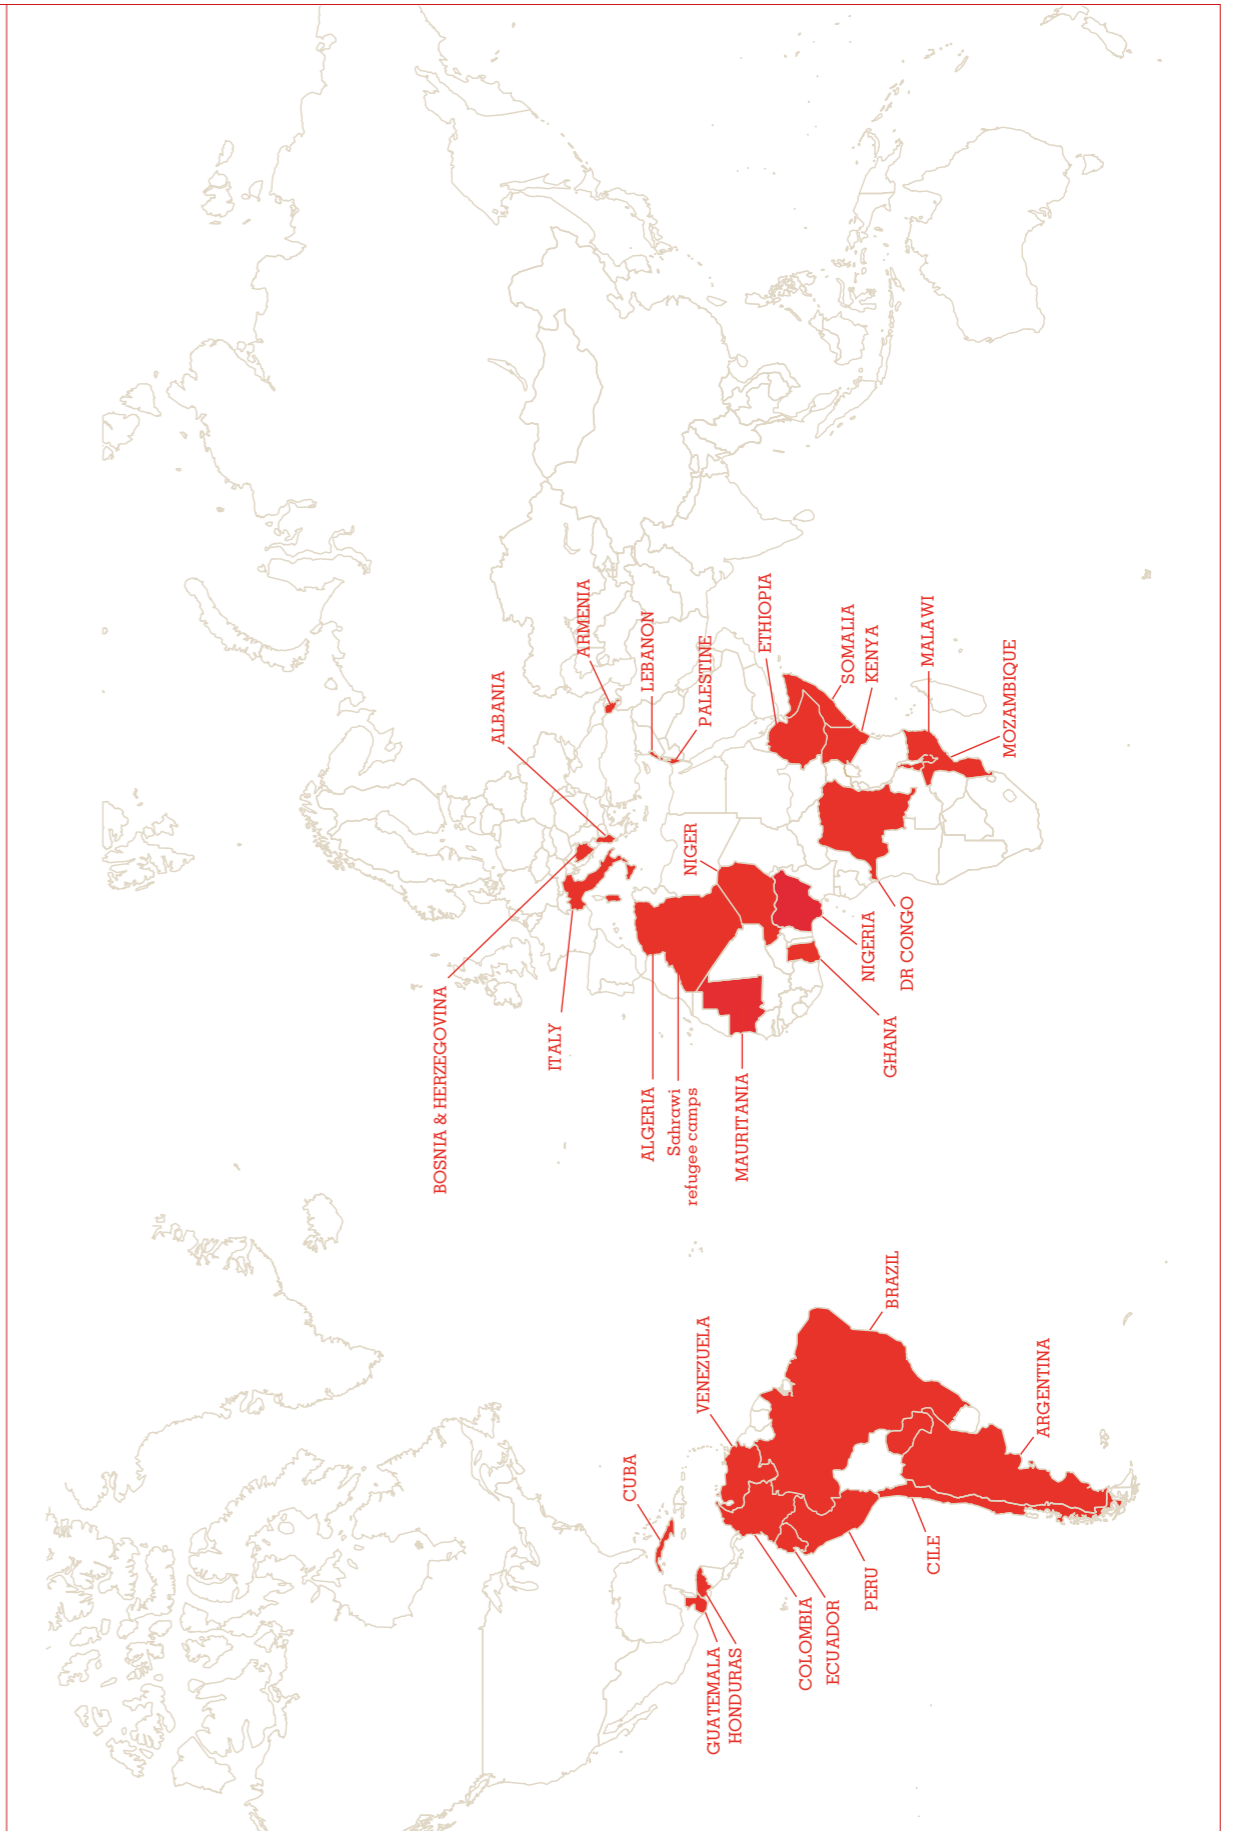 CUBA
GUATEMALA
HONDURAS
VENEZUELA
COLOMBIA
ECUADOR
PERU
BRAZIL
CILE
ARGENTINA
BOSNIA & HERZEGOVINA
ALBANIA
ARMENIA
ITALY
LEBANON
PALESTINE
ALGERIA
Sahrawi
refugee camps
MAURITANIA
NIGER
NIGERIA
GHANA
DR CONGO
ETHIOPIA
SOMALIA
KENYA
MALAWI
MOZAMBIQUE